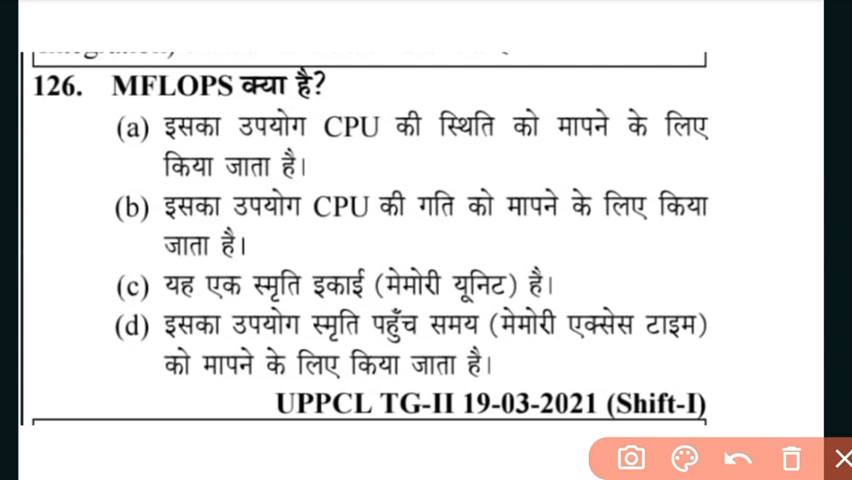 126. MFLOPS क्या है?
(a) इसका उपयोग CPU की स्थिति को मापने के लिए
किया जाता है।
(b) इसका उपयोग CPU की गति को मापने के लिए किया
जाता है।
(c) यह एक स्मृति इकाई (मेमोरी यूनिट) है।
(d) इसका उपयोग स्मृति पहुँच समय (मेमोरी एक्सेस टाइम)
को मापने के लिए किया जाता है।
UPPCL TG-II 19-03-2021 (Shift-I)